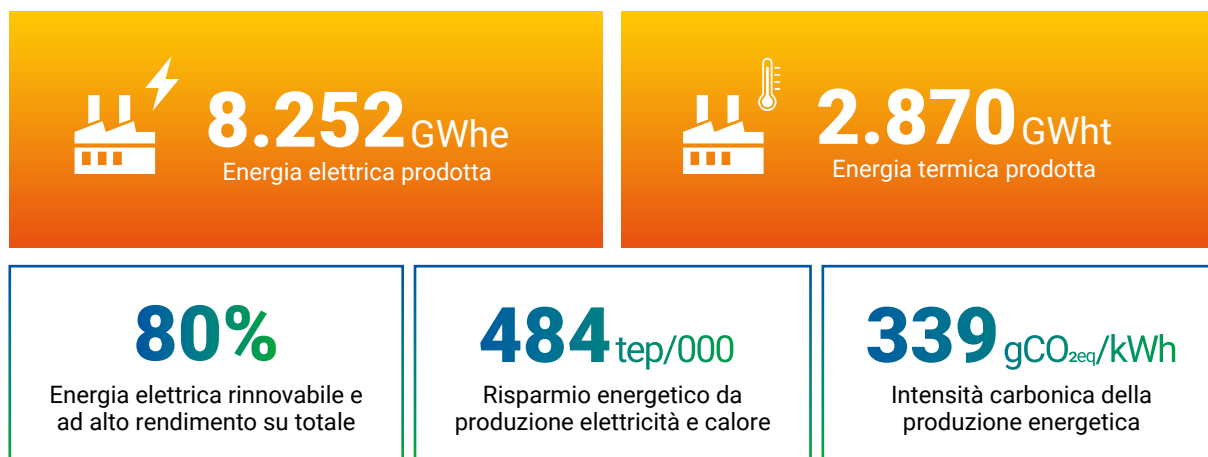 8.252 GWhe
Energia elettrica prodotta
2.870 GWht
Energia termica prodotta
80%
Energia elettrica rinnovabile e
ad alto rendimento su totale
484 tep/000
Risparmio energetico da
produzione elettricità e calore
339 gCO₂eq/kWh
Intensità carbonica della
produzione energetica